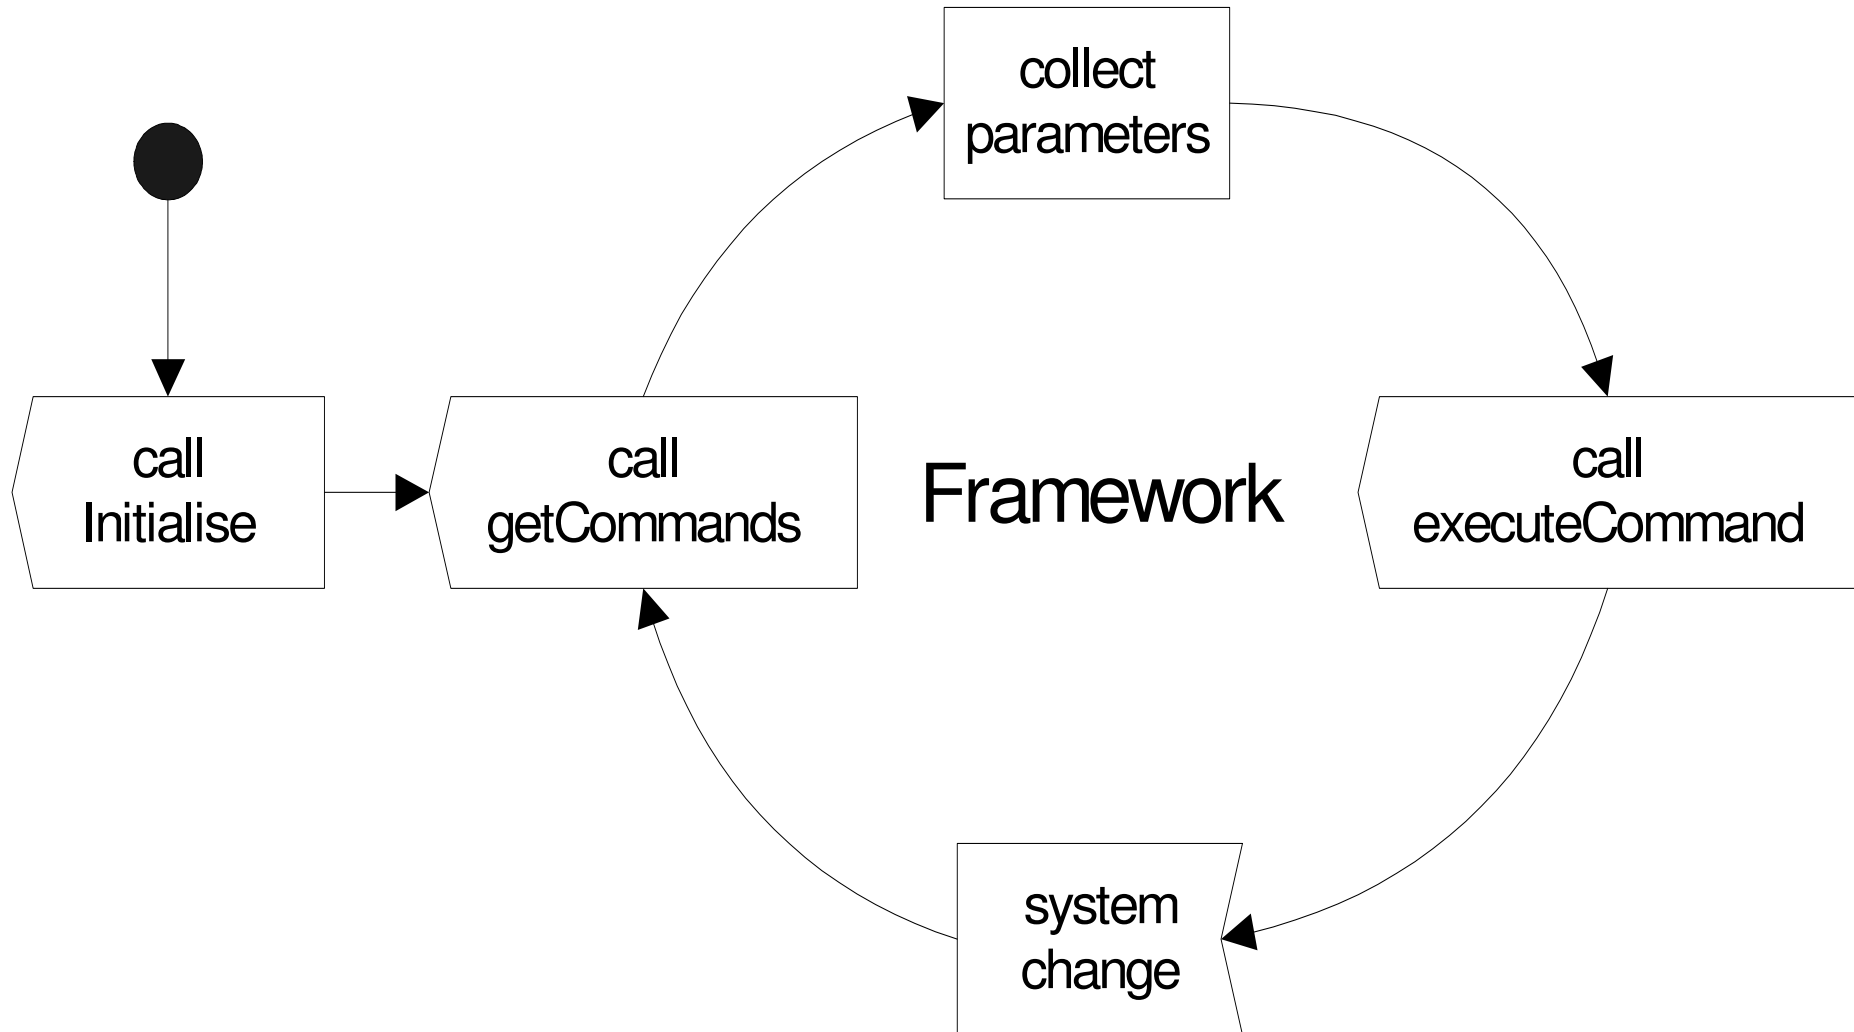 collect
parameters
call
Initialise
call
getCommands
Framework
call
executeCommand
system
change